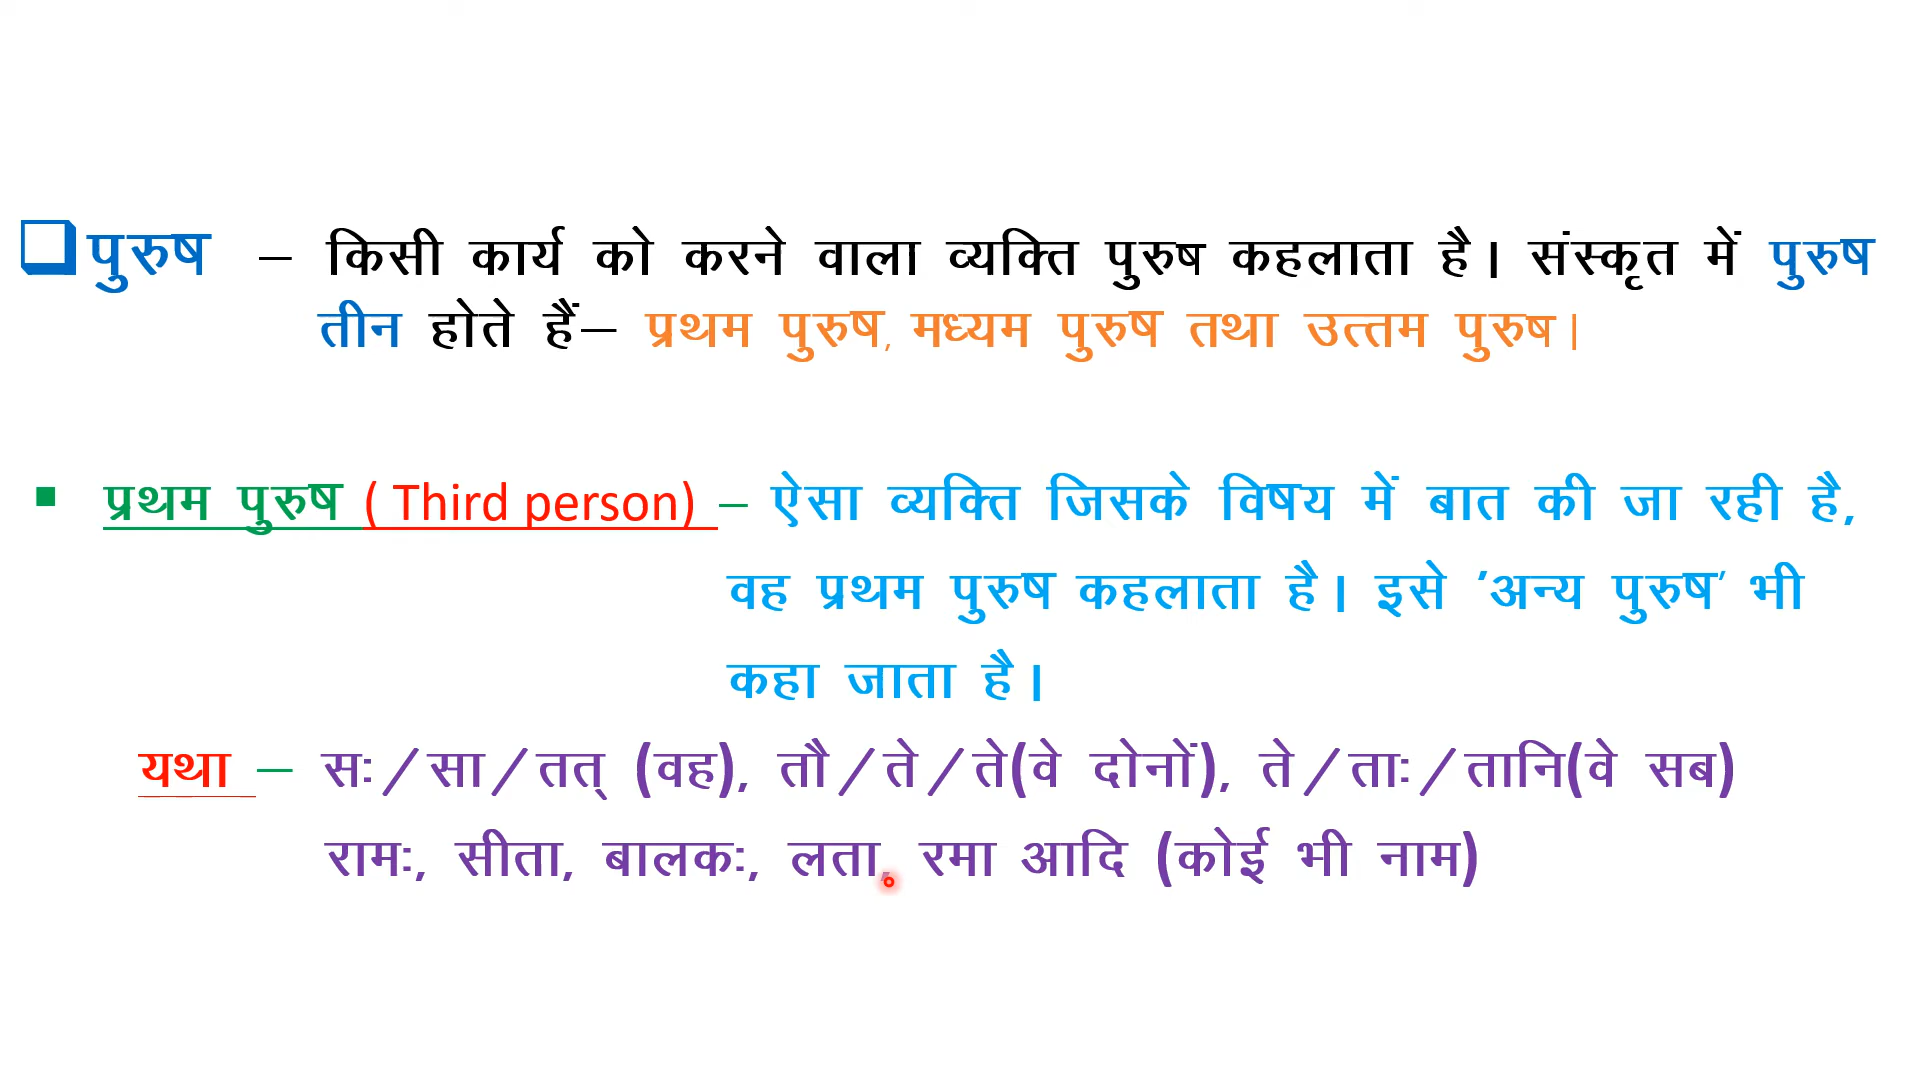 पुरुष – किसी कार्य को करने वाला व्यक्ति पुरुष कहलाता है। संस्कृत में पुरुष
तीन होते हैं– प्रथम पुरुष, मध्यम पुरुष तथा उत्तम पुरुष।
प्रथम पुरुष ( Third person) – ऐसा व्यक्ति जिसके विषय में बात की जा रही है,
वह प्रथम पुरुष कहलाता है। इसे 'अन्य पुरुष' भी
कहा जाता है।
यथा – सः/सा/तत् (वह), तौ/ते/ते(वे दोनों), ते/ताः/तानि(वे सब)
रामः, सीता, बालकः, लता, रमा आदि (कोई भी नाम)